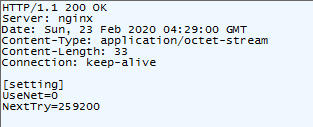 HTTP/1.1 200 OK
Server: nginx
Date: Sun, 23 Feb 2020 04:29:00 GMT
Content-Type: application/octet-stream
Content-Length: 33
Connection: keep-alive

[setting]
UseNet=0
NextTry=259200